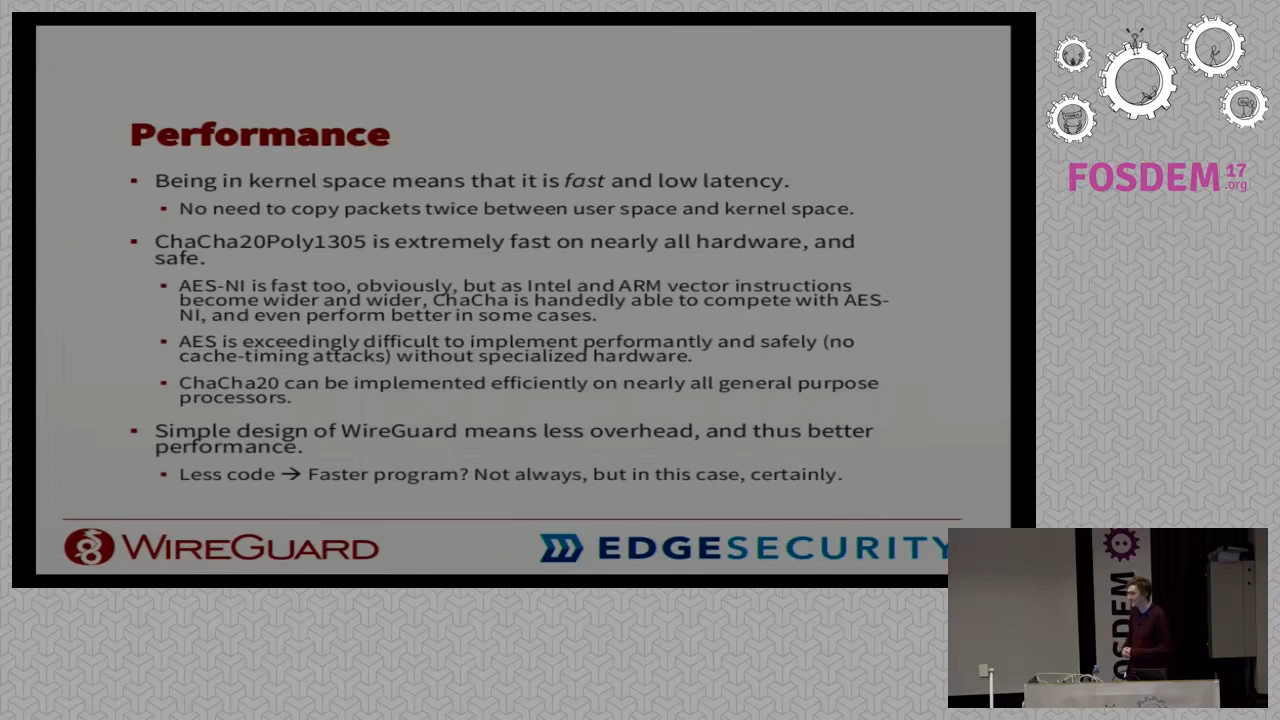 Performance
Being in kernel space means that it is fast and low latency.
No need to copy packets twice between user space and kernel space.
ChaCha20Poly1305 is extremely fast on nearly all hardware, and
safe.
AES-NI is fast too, obviously, but as Intel and ARM vector instructions
become wider and wider, ChaCha is handedly able to compete with AES-
NI, and even perform better in some cases.
AES is exceedingly difficult to implement performantly and safely (no
cache-timing attacks) without specialized hardware.
ChaCha20 can be implemented efficiently on nearly all general purpose
processors.
Simple design of WireGuard means less overhead, and thus better
performance.
Less code → Faster program? Not always, but in this case, certainly.
WIREGUARD
EDGESECURITY
FOSDEM 17
.org
FOSDEM